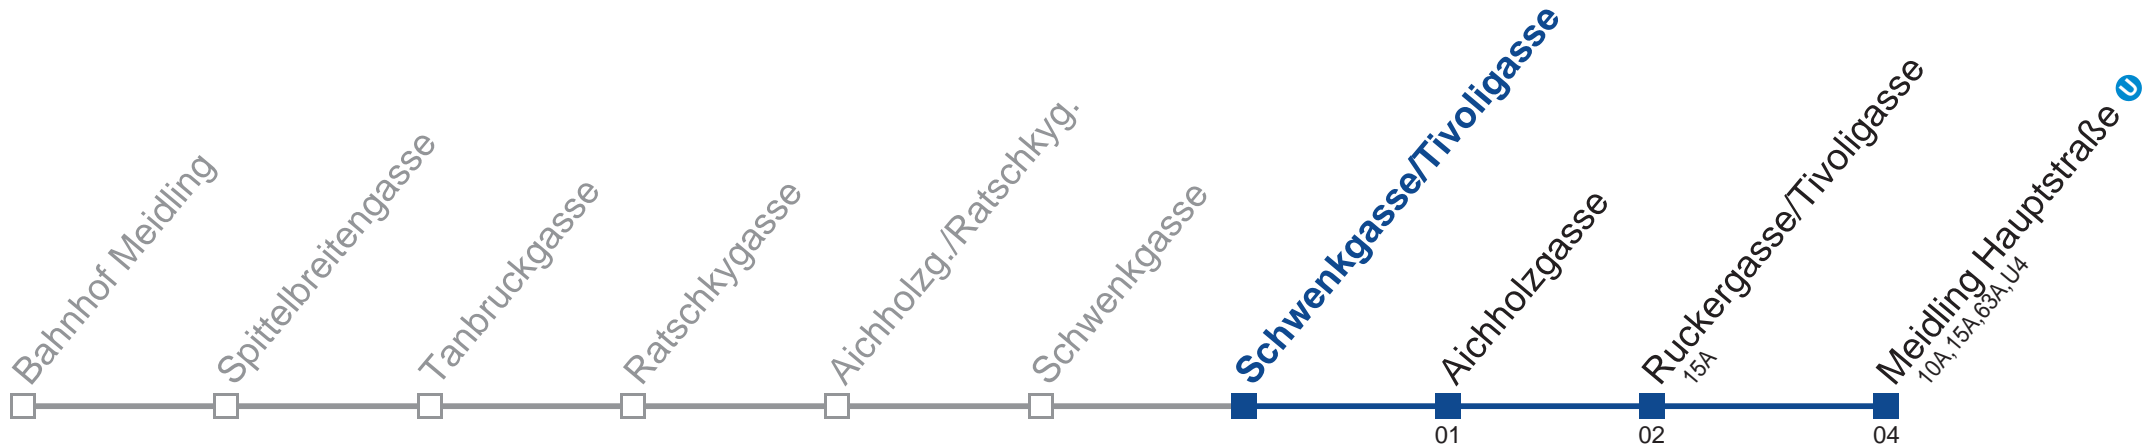 Bahnhof Meidling
Spittelbreitengasse
Tanbruckgasse
Ratschkygasse
Aichholzg./Ratschkyg.
Schwenkgasse
Schwenkgasse/Tivoligasse
Aichholzgasse
01
Ruckergasse/Tivoligasse
15A
02
Meidling Hauptstraße U
10A, 15A, 63A, U4
04